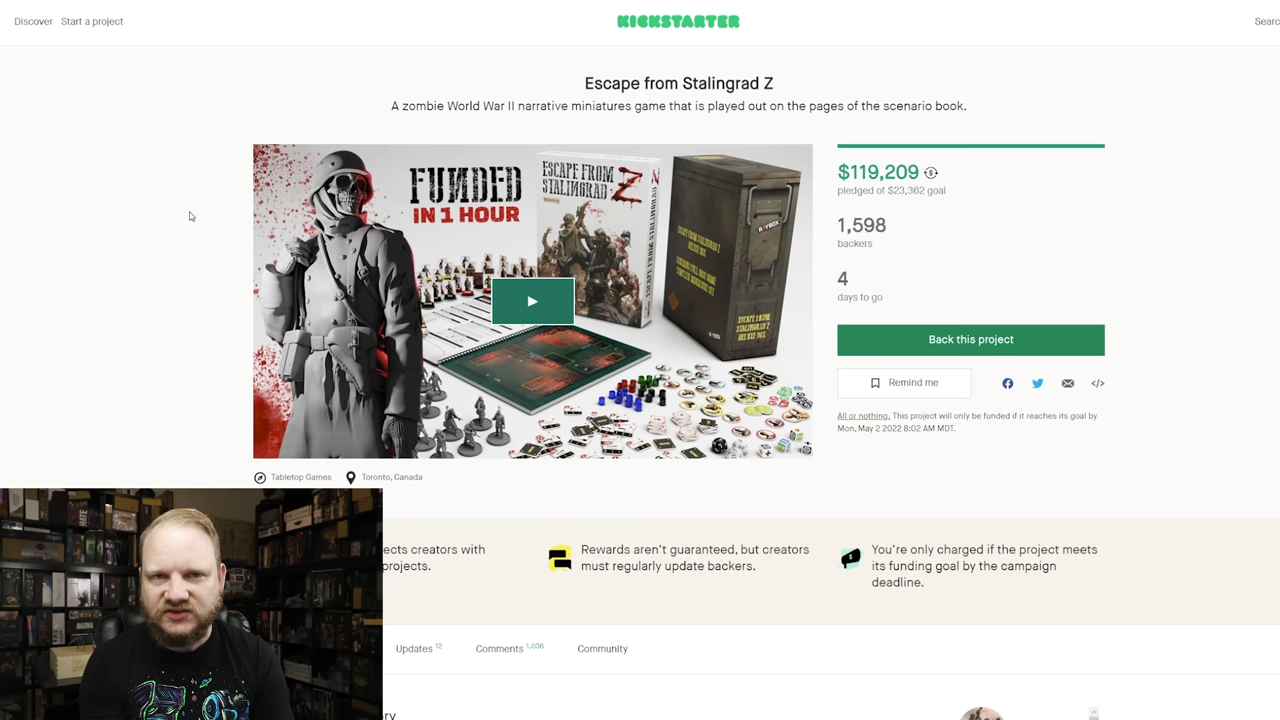 Discover Start a project
KICKSTARTER
Searc
Escape from Stalingrad Z
A zombie World War II narrative miniatures game that is played out on the pages of the scenario book.
FUNDED
IN 1 HOUR
ESCAPE FROM
STALINGRAD Z
$119,209
pledged of $23,362 goal
1,598
backers
4
days to go
Back this project
Remind me
All or nothing. This project will only be funded if it reaches its goal by
Mon, May 2 2022 8:02 AM MDT.
Tabletop Games Toronto, Canada
ects creators with
projects.
Rewards aren't guaranteed, but creators
must regularly update backers.
You're only charged if the project meets
its funding goal by the campaign
deadline.
Updates 12 Comments 1,036 Community
ry